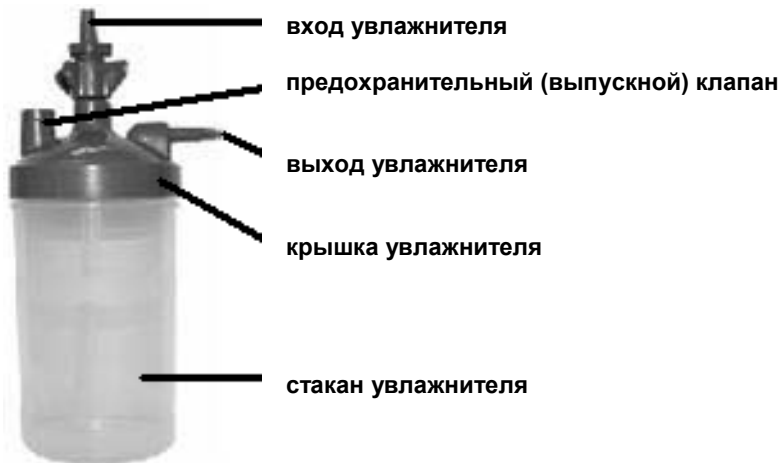 вход увлажнителя
предохранительный (выпускной) клапан
выход увлажнителя
крышка увлажнителя
стакан увлажнителя